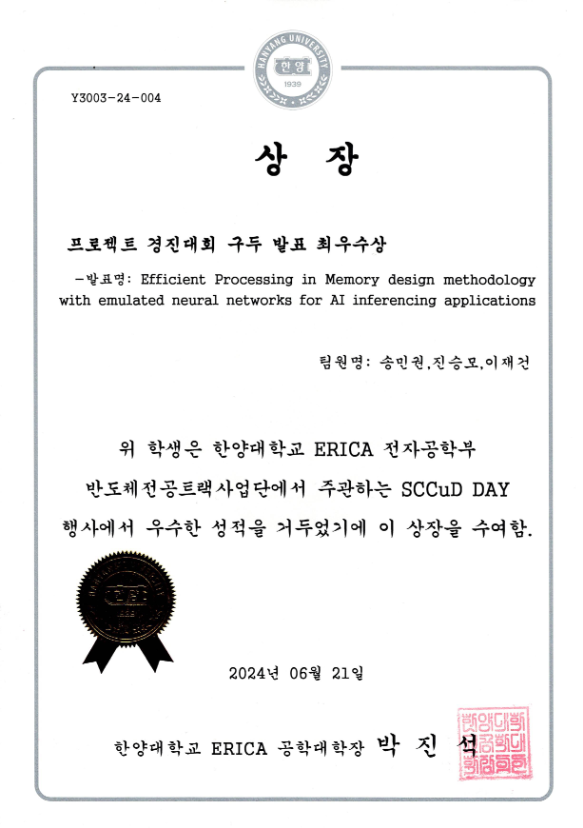 HANYANG UNIVERSITY
한양
1939
Y3003-24-004
상 장
프로젝트 경진대회 구두 발표 최우수상
-발표명: Efficient Processing in Memory design methodology
with emulated neural networks for AI inferencing applications
팀원명: 송민권,진승모,이재건
위 학생은 한양대학교 ERICA 전자공학부
반도체전공트랙사업단에서 주관하는 SCCuD DAY
행사에서 우수한 성적을 거두었기에 이 상장을 수여함.
한양
1939
2024년 06월 21일
한양대학교 ERICA 공학대학장 박 진 석